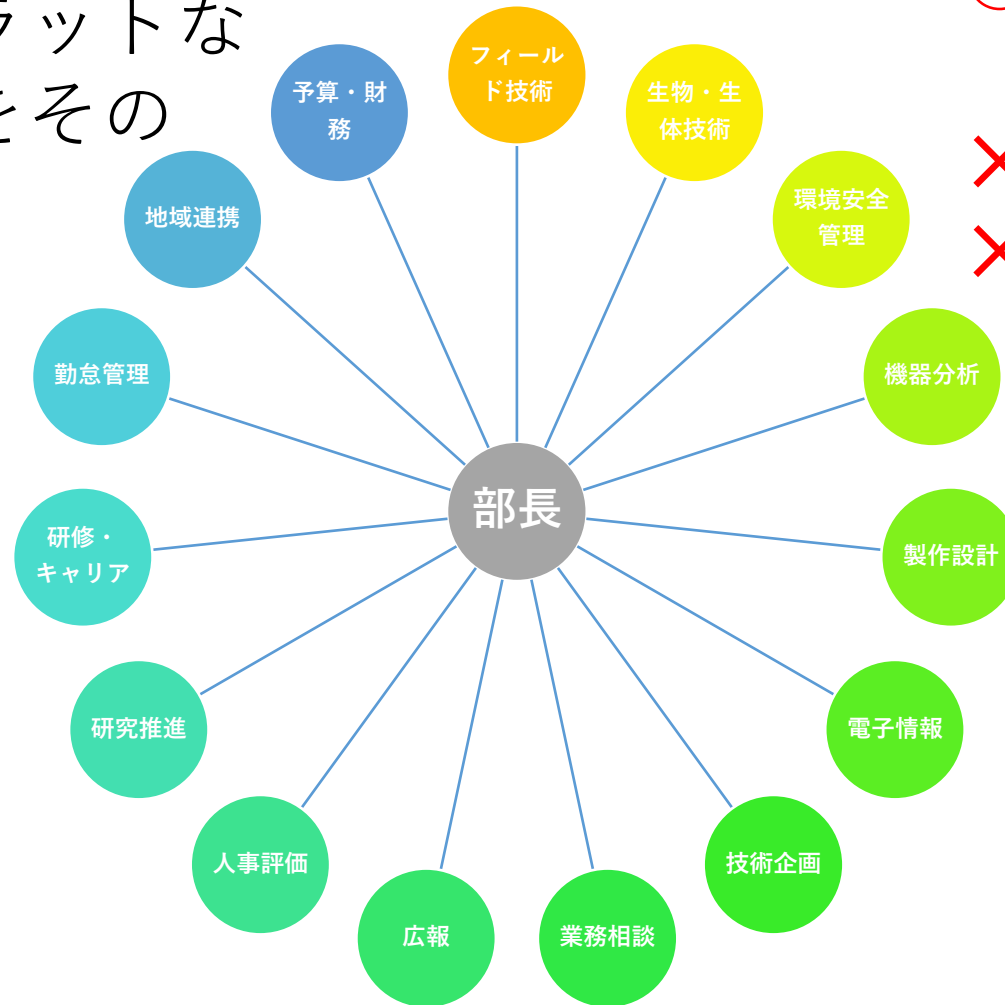 ラットな
をその
フィール
ド技術
生物・生
体技術
環境安全
管理
機器分析
製作設計
電子情報
技術企画
業務相談
広報
人事評価
研究推進
研修・
キャリア
勤怠管理
地域連携
予算・財
務
部長
×
×